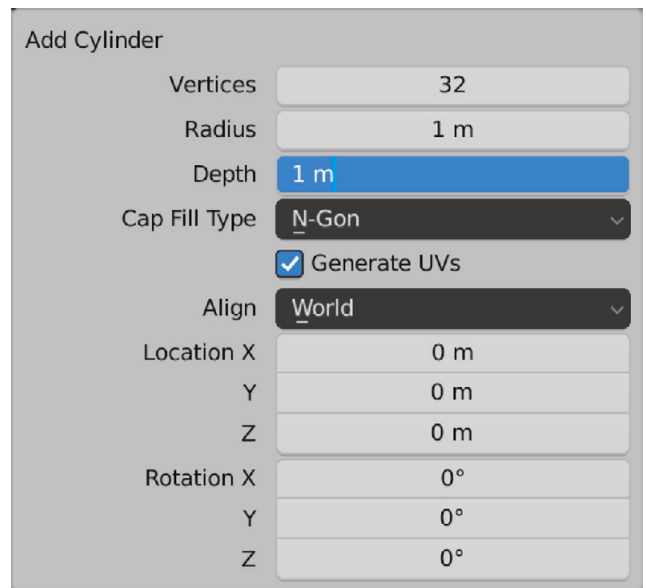 Add Cylinder
Vertices 32
Radius 1 m
Depth 1 m
Cap Fill Type N-Gon
Generate UVs
Align World
Location X 0 m
Y 0 m
Z 0 m
Rotation X 0°
Y 0°
Z 0°